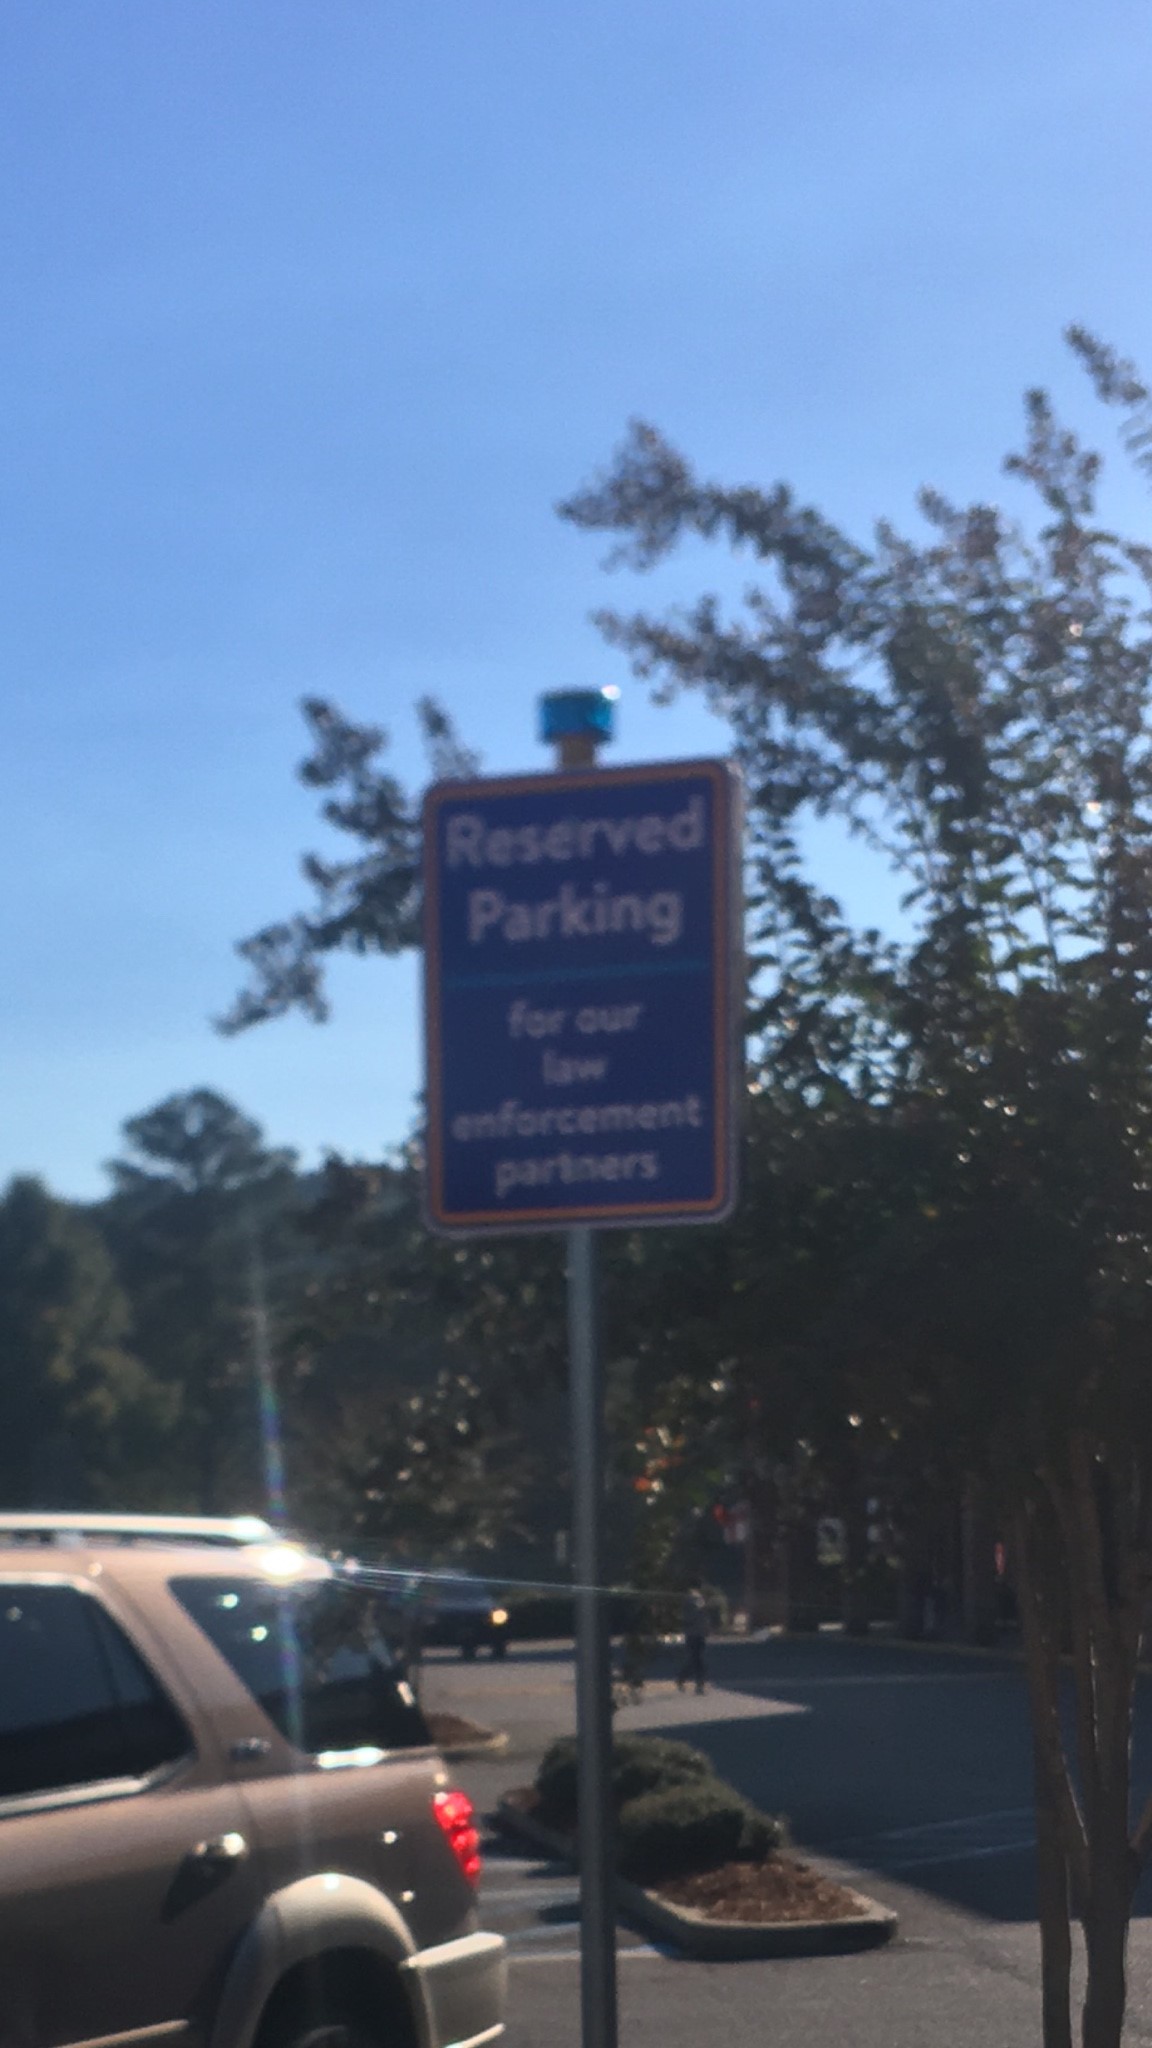 Reserved
Parking
for our
law
enforcement
partners